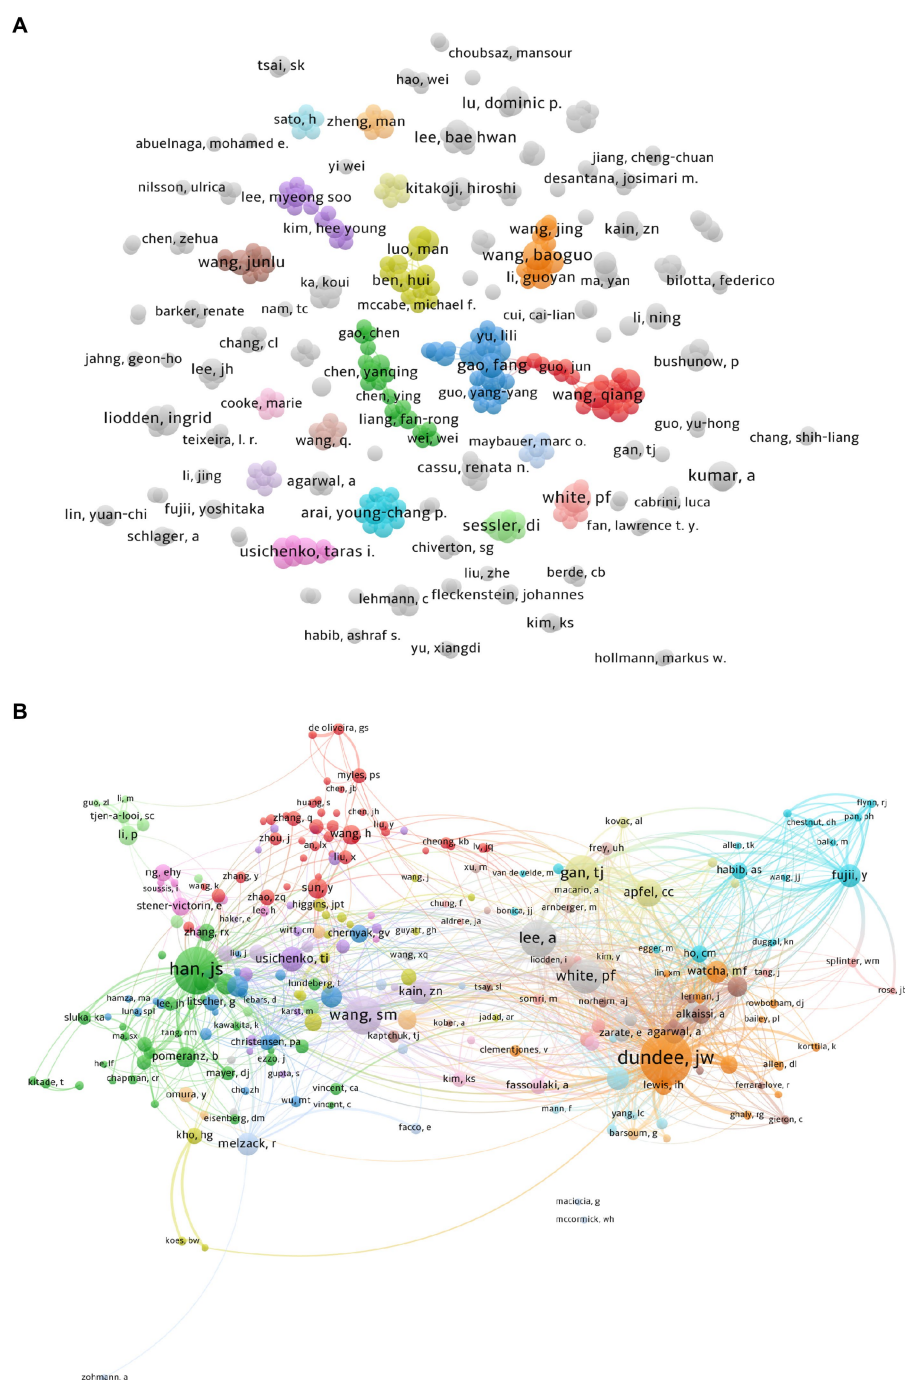 A
choubsaz, mansour
tsai, sk
hao, wei
lu, dominic p.
sato, h
zheng, man
lee, bae hwan
abuelnaga, mohamed e.
jiang, cheng-chuan
yi wei
desantana, josimari m.
nilsson, ulrica
lee, myeong soo
kitakoji, hiroshi
kim, hee young
wang, jing
kain, zn
chen, zehua
luo, man
wang, baoguo
wang, junlu
ka, koui
ben, hui
li, guoyan
ma, yan
bilotta, federico
mccabe, michael f.
barker, renate
nam, tc
cui, cai-lian
li, ning
gao, chen
yu, lili
chang, cl
jahng, geon-ho
lee, jh
chen, yanqing
gao, fang
guo, jun
bushunow, p
chen, ying
guo, yang-yang
wang, qiang
cooke, marie
liodden, ingrid
liang, fan-rong
guo, yu-hong
teixeira, l. r.
wang, q.
wei, wei
maybauer, marc o.
gan, tj
chang, shih-liang
li, jing
agarwal, a
cassu, renata n.
kumar, a
lin, yuan-chi
fujii, yoshitaka
arai, young-chang p.
white, pf
cabrini, luca
schlager, a
sessler, di
fan, lawrence t. y.
usichenko, taras i.
chiverton, sg
liu, zhe
berde, cb
lehmann, c
fleckenstein, johannes
habib, ashraf s.
kim, ks
yu, xiangdi
hollmann, markus w.
B
de oliveira, gs
myles, ps
chen, jb
guo, zl
li, m
huang, s
flynn, rj
tjen-a-looi, sc
zhang, q
chen, jh
liu, y
kovac, al
chestnut, dh
pan, ph
li, p
zhou, j
wang, h
an, lx
cheong, kb
lv, jq
frey, uh
allen, tk
balki, m
liu, x
ng, ehy
soussis, i
wang, k
zhang, y
wang, j
xu, m
van de velde, m
gan, tj
habib, as
wang, jj
fujii, y
sun, y
macario, a
apfel, cc
stener-victorin, e
zhao, zq
lee, h
higgins, jpt
chung, f
bonica, jj
arnberger, m
haker, e
aldrete, ja
zhang, rx
witt, cm
chernyak, gv
guyatt, gh
lee, a
duggal, kn
liu, j
usichenko, ti
wang, xq
liodden, i
kim, y
egger, m
ho, cm
splinter, wm
han, js
white, pf
lin, xm
watcha, mf
tang, j
lundeberg, t
kain, zn
tsay, sl
rose, jb
hamza, ma
lee, jh
litscher, g
lebars, d
somri, m
norheim, aj
lerman, j
rowbotham, dj
sluka, ka
luna, spl
karst, m
wang, sm
jadad, ar
alkaissi, a
bailey, pl
kawakita, k
kober, a
tang, nm
ma, sx
christensen, pa
kaptchuk, tj
zarate, e
agarwal, a
clementjones, v
korttila, k
pomeranz, b
ezzo, j
dundee, jw
he, lf
allen, dl
chapman, cr
mayer, dj
gupta, s
kitade, t
kim, ks
fassoulaki, a
lewis, ih
ferrara-love, r
omura, y
cho, zh
vincent, ca
wu, mt
vincent, c
mann, f
yang, lc
ghaly, rg
gieron, c
eisenberg, dm
kho, hg
melzack, r
facco, e
barsoum, g
maciocia, g
mccormick, wh
koes, bw
zohmann, a